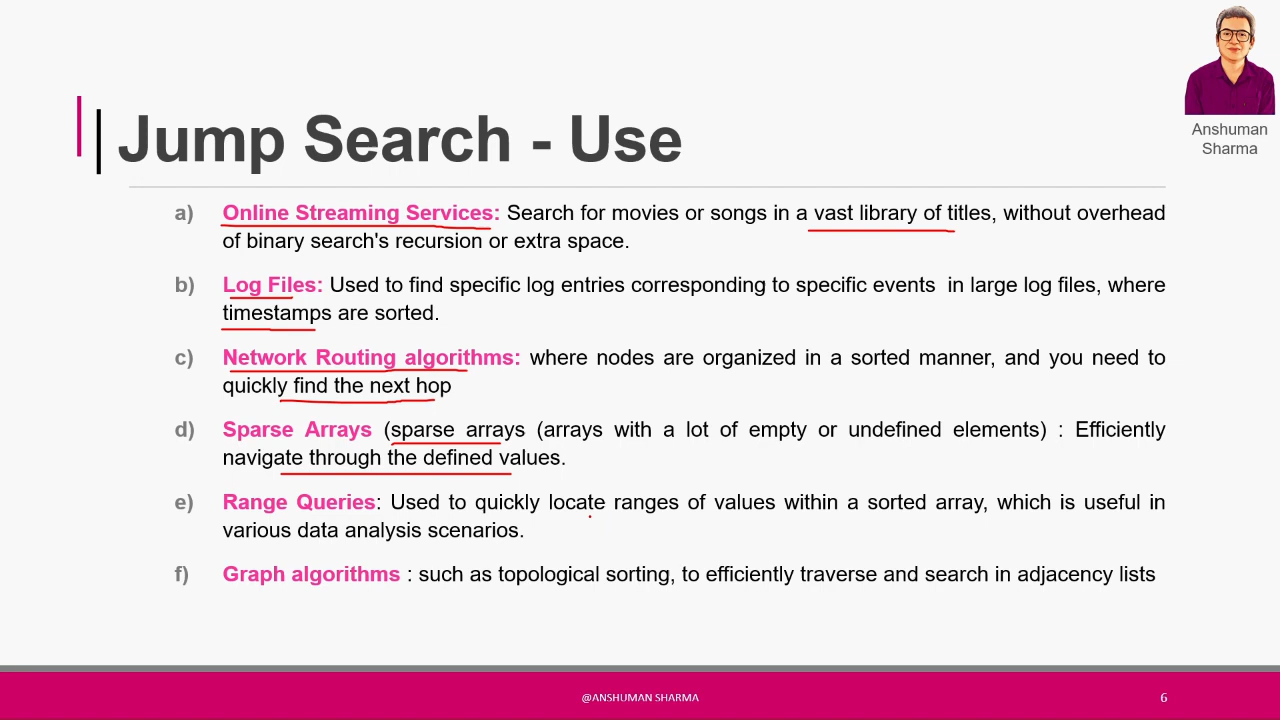 Anshuman
Sharma
Jump Search - Use
a) Online Streaming Services: Search for movies or songs in a vast library of titles, without overhead
of binary search's recursion or extra space.
b) Log Files: Used to find specific log entries corresponding to specific events in large log files, where
timestamps are sorted.
c) Network Routing algorithms: where nodes are organized in a sorted manner, and you need to
quickly find the next hop
d) Sparse Arrays (sparse arrays (arrays with a lot of empty or undefined elements) : Efficiently
navigate through the defined values.
e) Range Queries: Used to quickly locate ranges of values within a sorted array, which is useful in
various data analysis scenarios.
f) Graph algorithms : such as topological sorting, to efficiently traverse and search in adjacency lists
@ANSHUMAN SHARMA
6